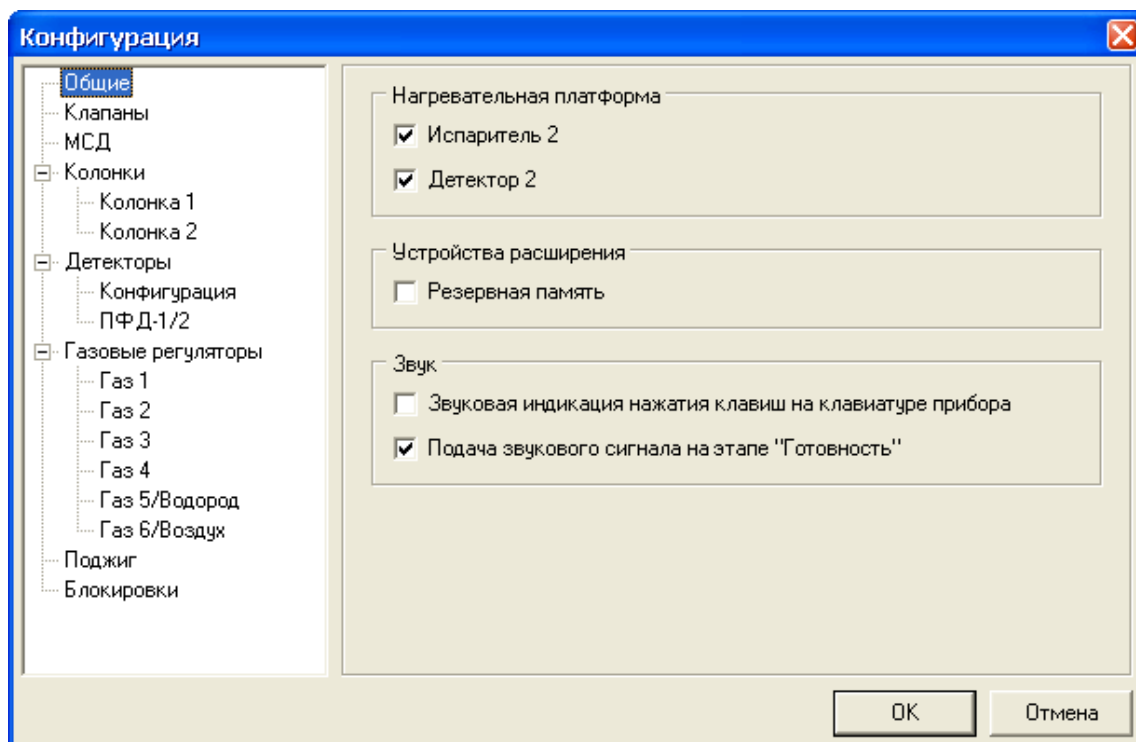 Конфигурация
Общие
Клапаны
МСД
Колонки
Колонка 1
Колонка 2
Детекторы
Конфигурация
ПФД-1/2
Газовые регуляторы
Газ 1
Газ 2
Газ 3
Газ 4
Газ 5/Водород
Газ 6/Воздух
Поджиг
Блокировки
Нагревательная платформа
Испаритель 2
Детектор 2
Устройства расширения
Резервная память
Звук
Звуковая индикация нажатия клавиш на клавиатуре прибора
Подача звукового сигнала на этапе "Готовность"
OK
Отмена